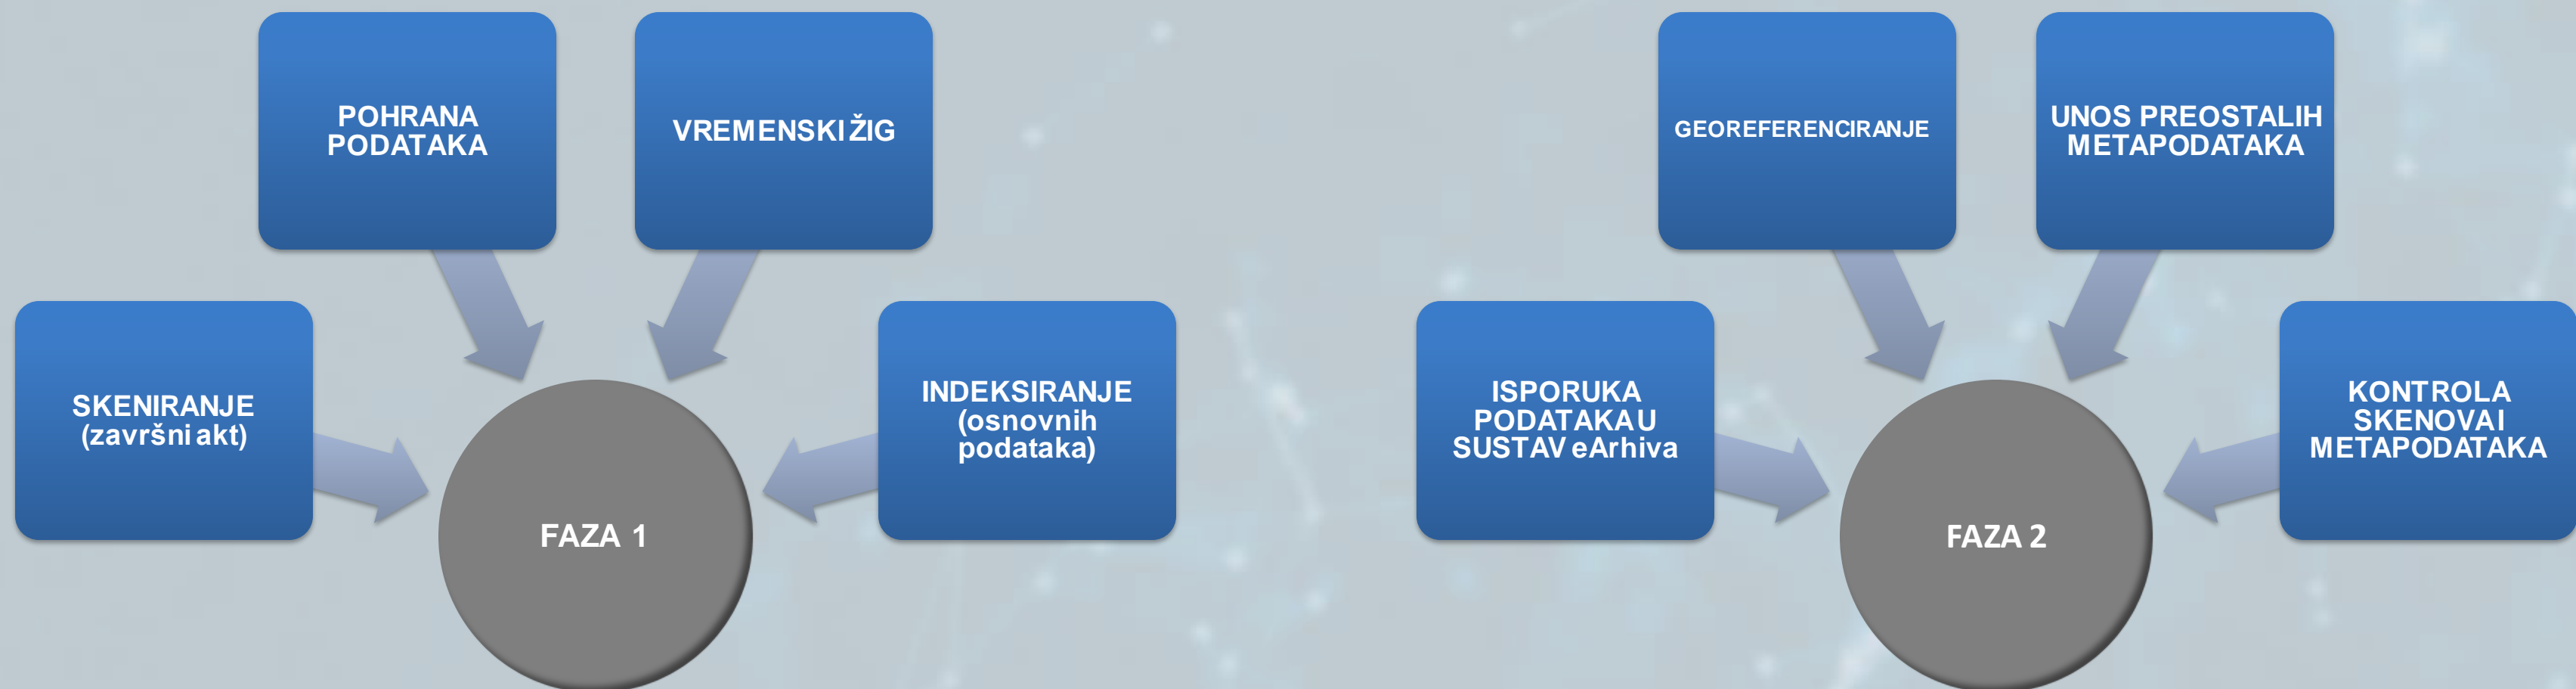 POHRANA
PODATAKA
VREMENSKI ŽIG
SKENIRANJE
(završni akt)
INDEKSIRANJE
(osnovnih
podataka)
FAZA 1
GEOREFERENCIRANJE
UNOS PREOSTALIH
METAPODATAKA
ISPORUKA
PODATAKA U
SUSTAV eArhiva
KONTROLA
SKENOVA I
METAPODATAKA
FAZA 2